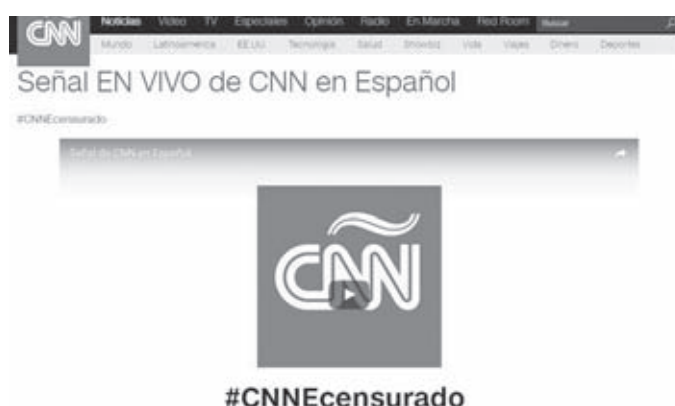 CNN
Noticias Video TV Especiales Opinión Radio En Marcha Red Room Buscar
Mundo Latinoamérica EE.UU. Tecnología Salud Showbiz Vida Viajes Dinero Deportes
Señal EN VIVO de CNN en Español
#CNNEcensurado
Señal de CNN en Español
CNN
#CNNEcensurado